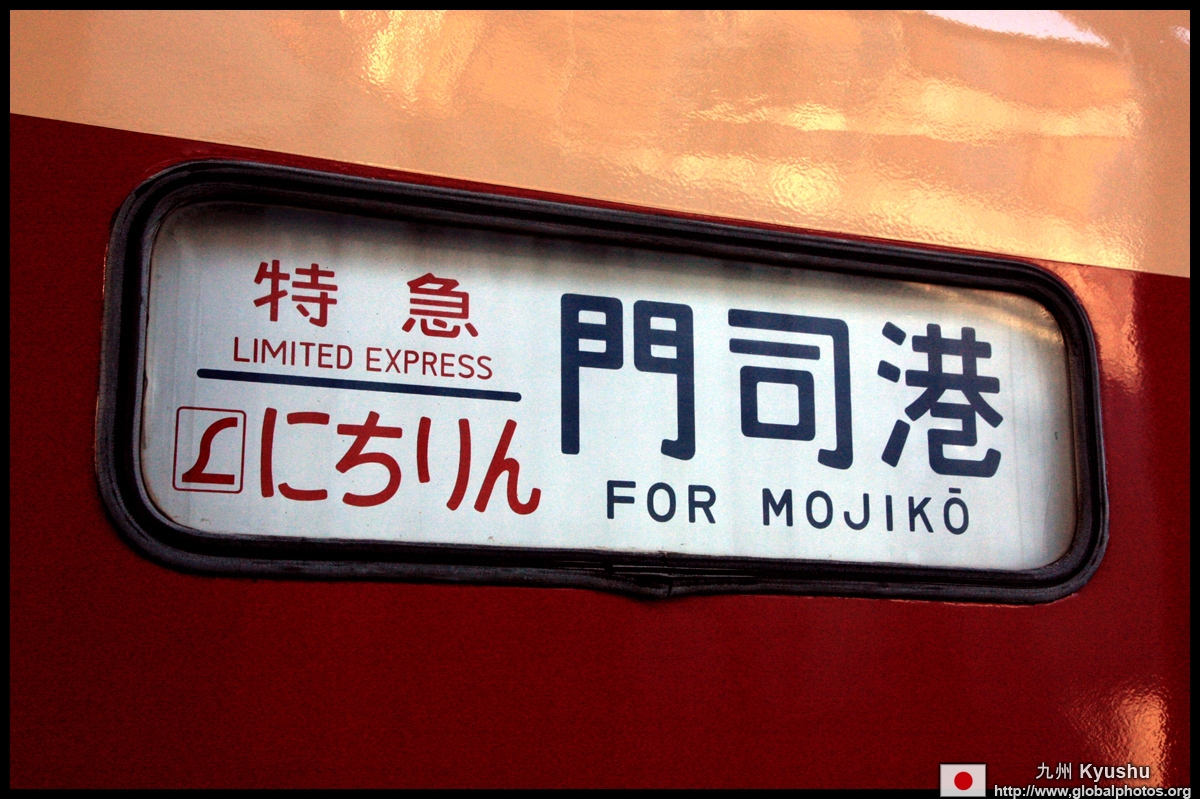 特急
LIMITED EXPRESS
にちりん
門司港
FOR MOJIKŌ
九州 Kyushu
http://www.globalphotos.org